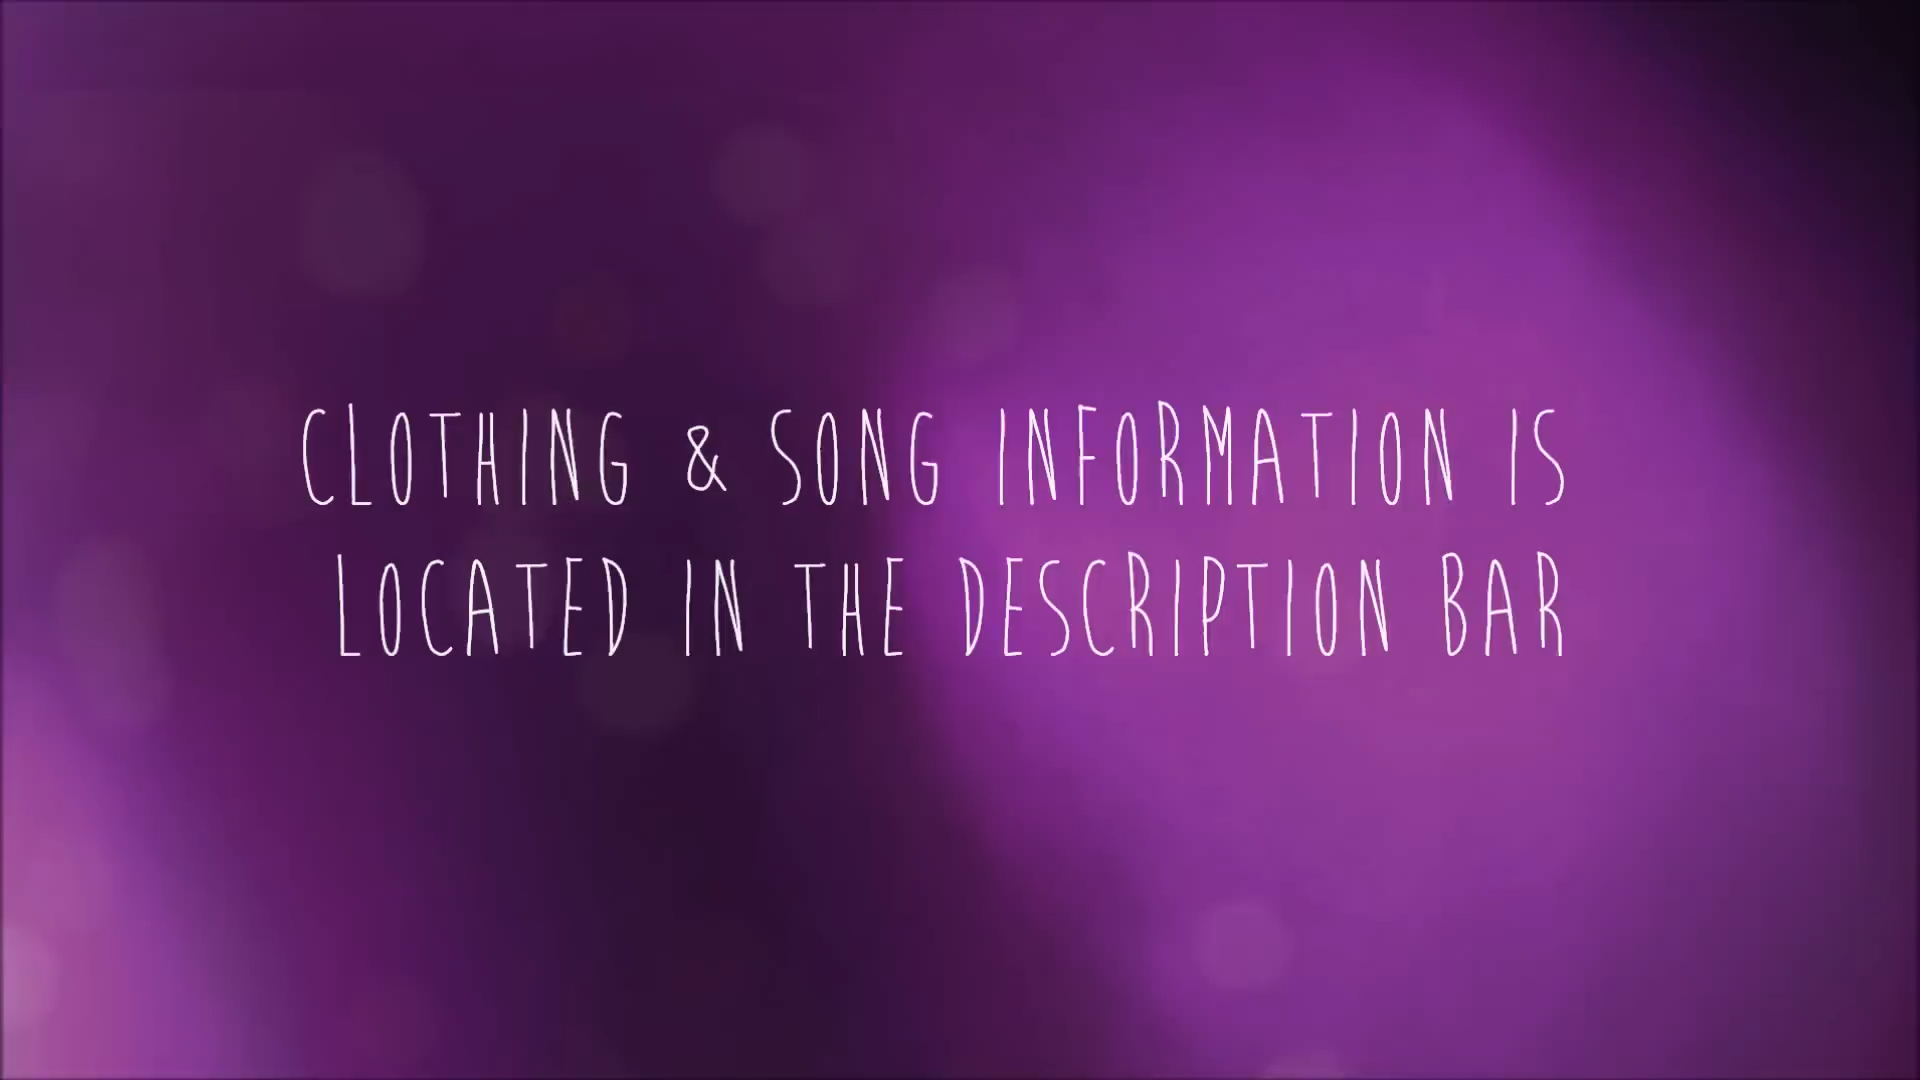 CLOTHING & SONG INFORMATION IS
LOCATED IN THE DESCRIPTION BAR